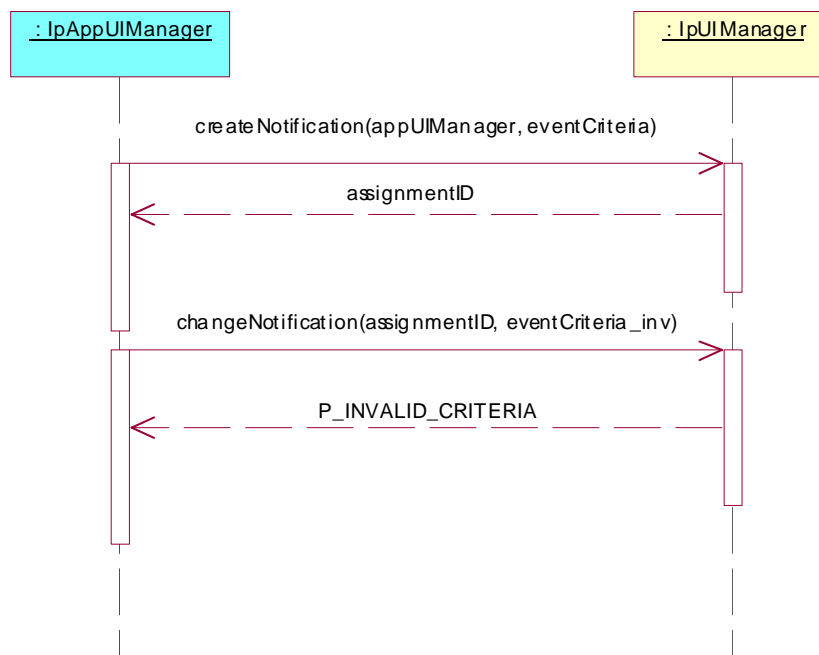 : IpAppUIManager
: IpUIManager
createNotification(appUIManager, eventCriteria)
assignmentID
changeNotification(assignmentID, eventCriteria_inv)
P_INVALID_CRITERIA